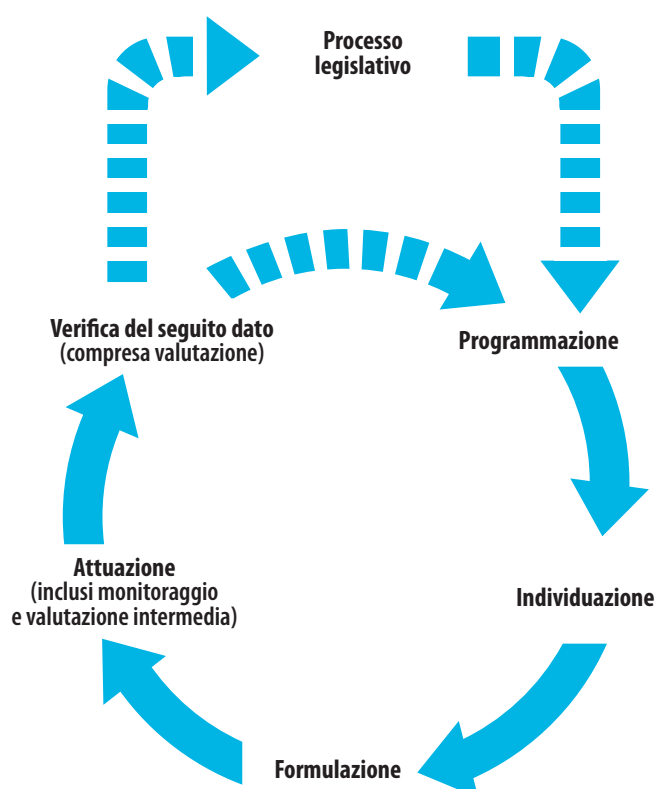 Processo
legislativo
Verifica del seguito dato
(compresa valutazione)
Programmazione
Attuazione
(inclusi monitoraggio
e valutazione intermedia)
Individuazione
Formulazione